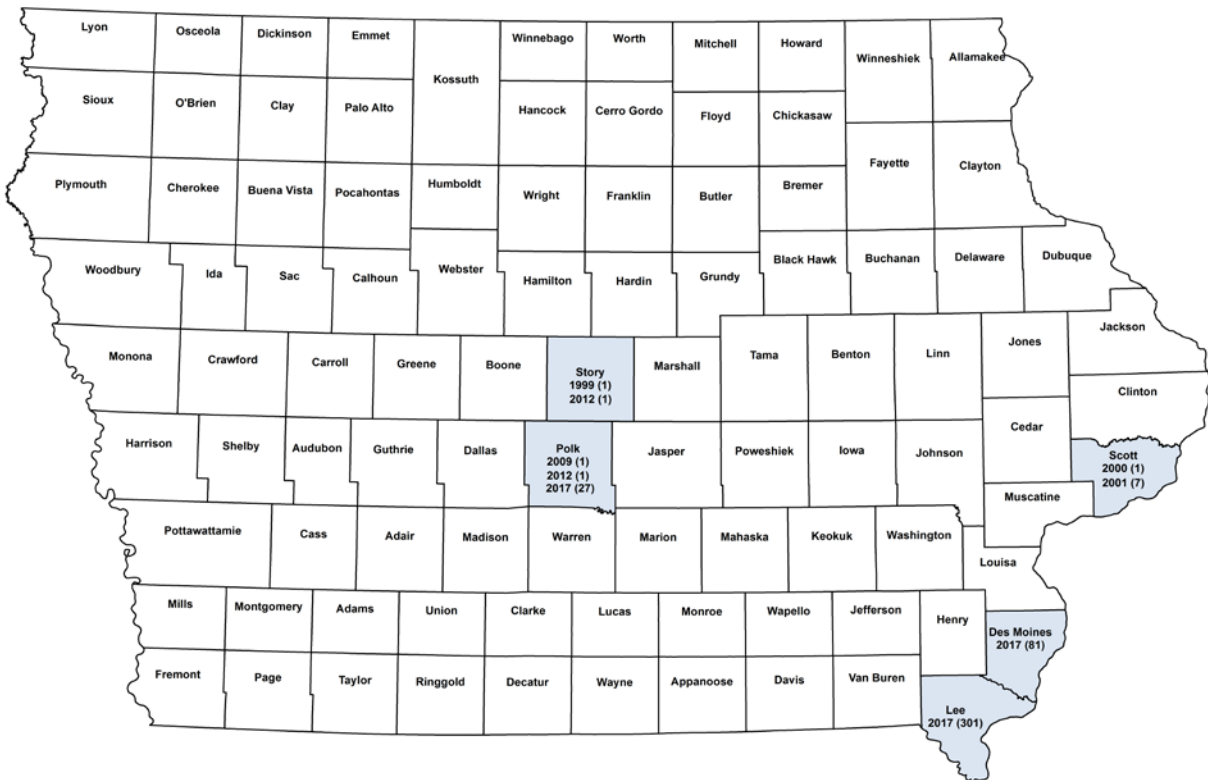 Lyon
Osceola
Dickinson
Emmet
Kossuth
Winnebago
Worth
Mitchell
Howard
Winneshiek
Allamakee
Sioux
O'Brien
Clay
Palo Alto
Hancock
Cerro Gordo
Floyd
Chickasaw
Fayette
Clayton
Plymouth
Cherokee
Buena Vista
Pocahontas
Humboldt
Wright
Franklin
Butler
Bremer
Woodbury
Ida
Sac
Calhoun
Webster
Hamilton
Hardin
Grundy
Black Hawk
Buchanan
Delaware
Dubuque
Monona
Crawford
Carroll
Greene
Boone
Story
1999 (1)
2012 (1)
Marshall
Tama
Benton
Linn
Jones
Jackson
Clinton
Harrison
Shelby
Audubon
Guthrie
Dallas
Polk
2009 (1)
2012 (1)
2017 (27)
Jasper
Poweshiek
Iowa
Johnson
Cedar
Scott
2000 (1)
2001 (7)
Muscatine
Pottawattamie
Cass
Adair
Madison
Warren
Marion
Mahaska
Keokuk
Washington
Louisa
Mills
Montgomery
Adams
Union
Clarke
Lucas
Monroe
Wapello
Jefferson
Henry
Des Moines
2017 (81)
Fremont
Page
Taylor
Ringgold
Decatur
Wayne
Appanoose
Davis
Van Buren
Lee
2017 (301)